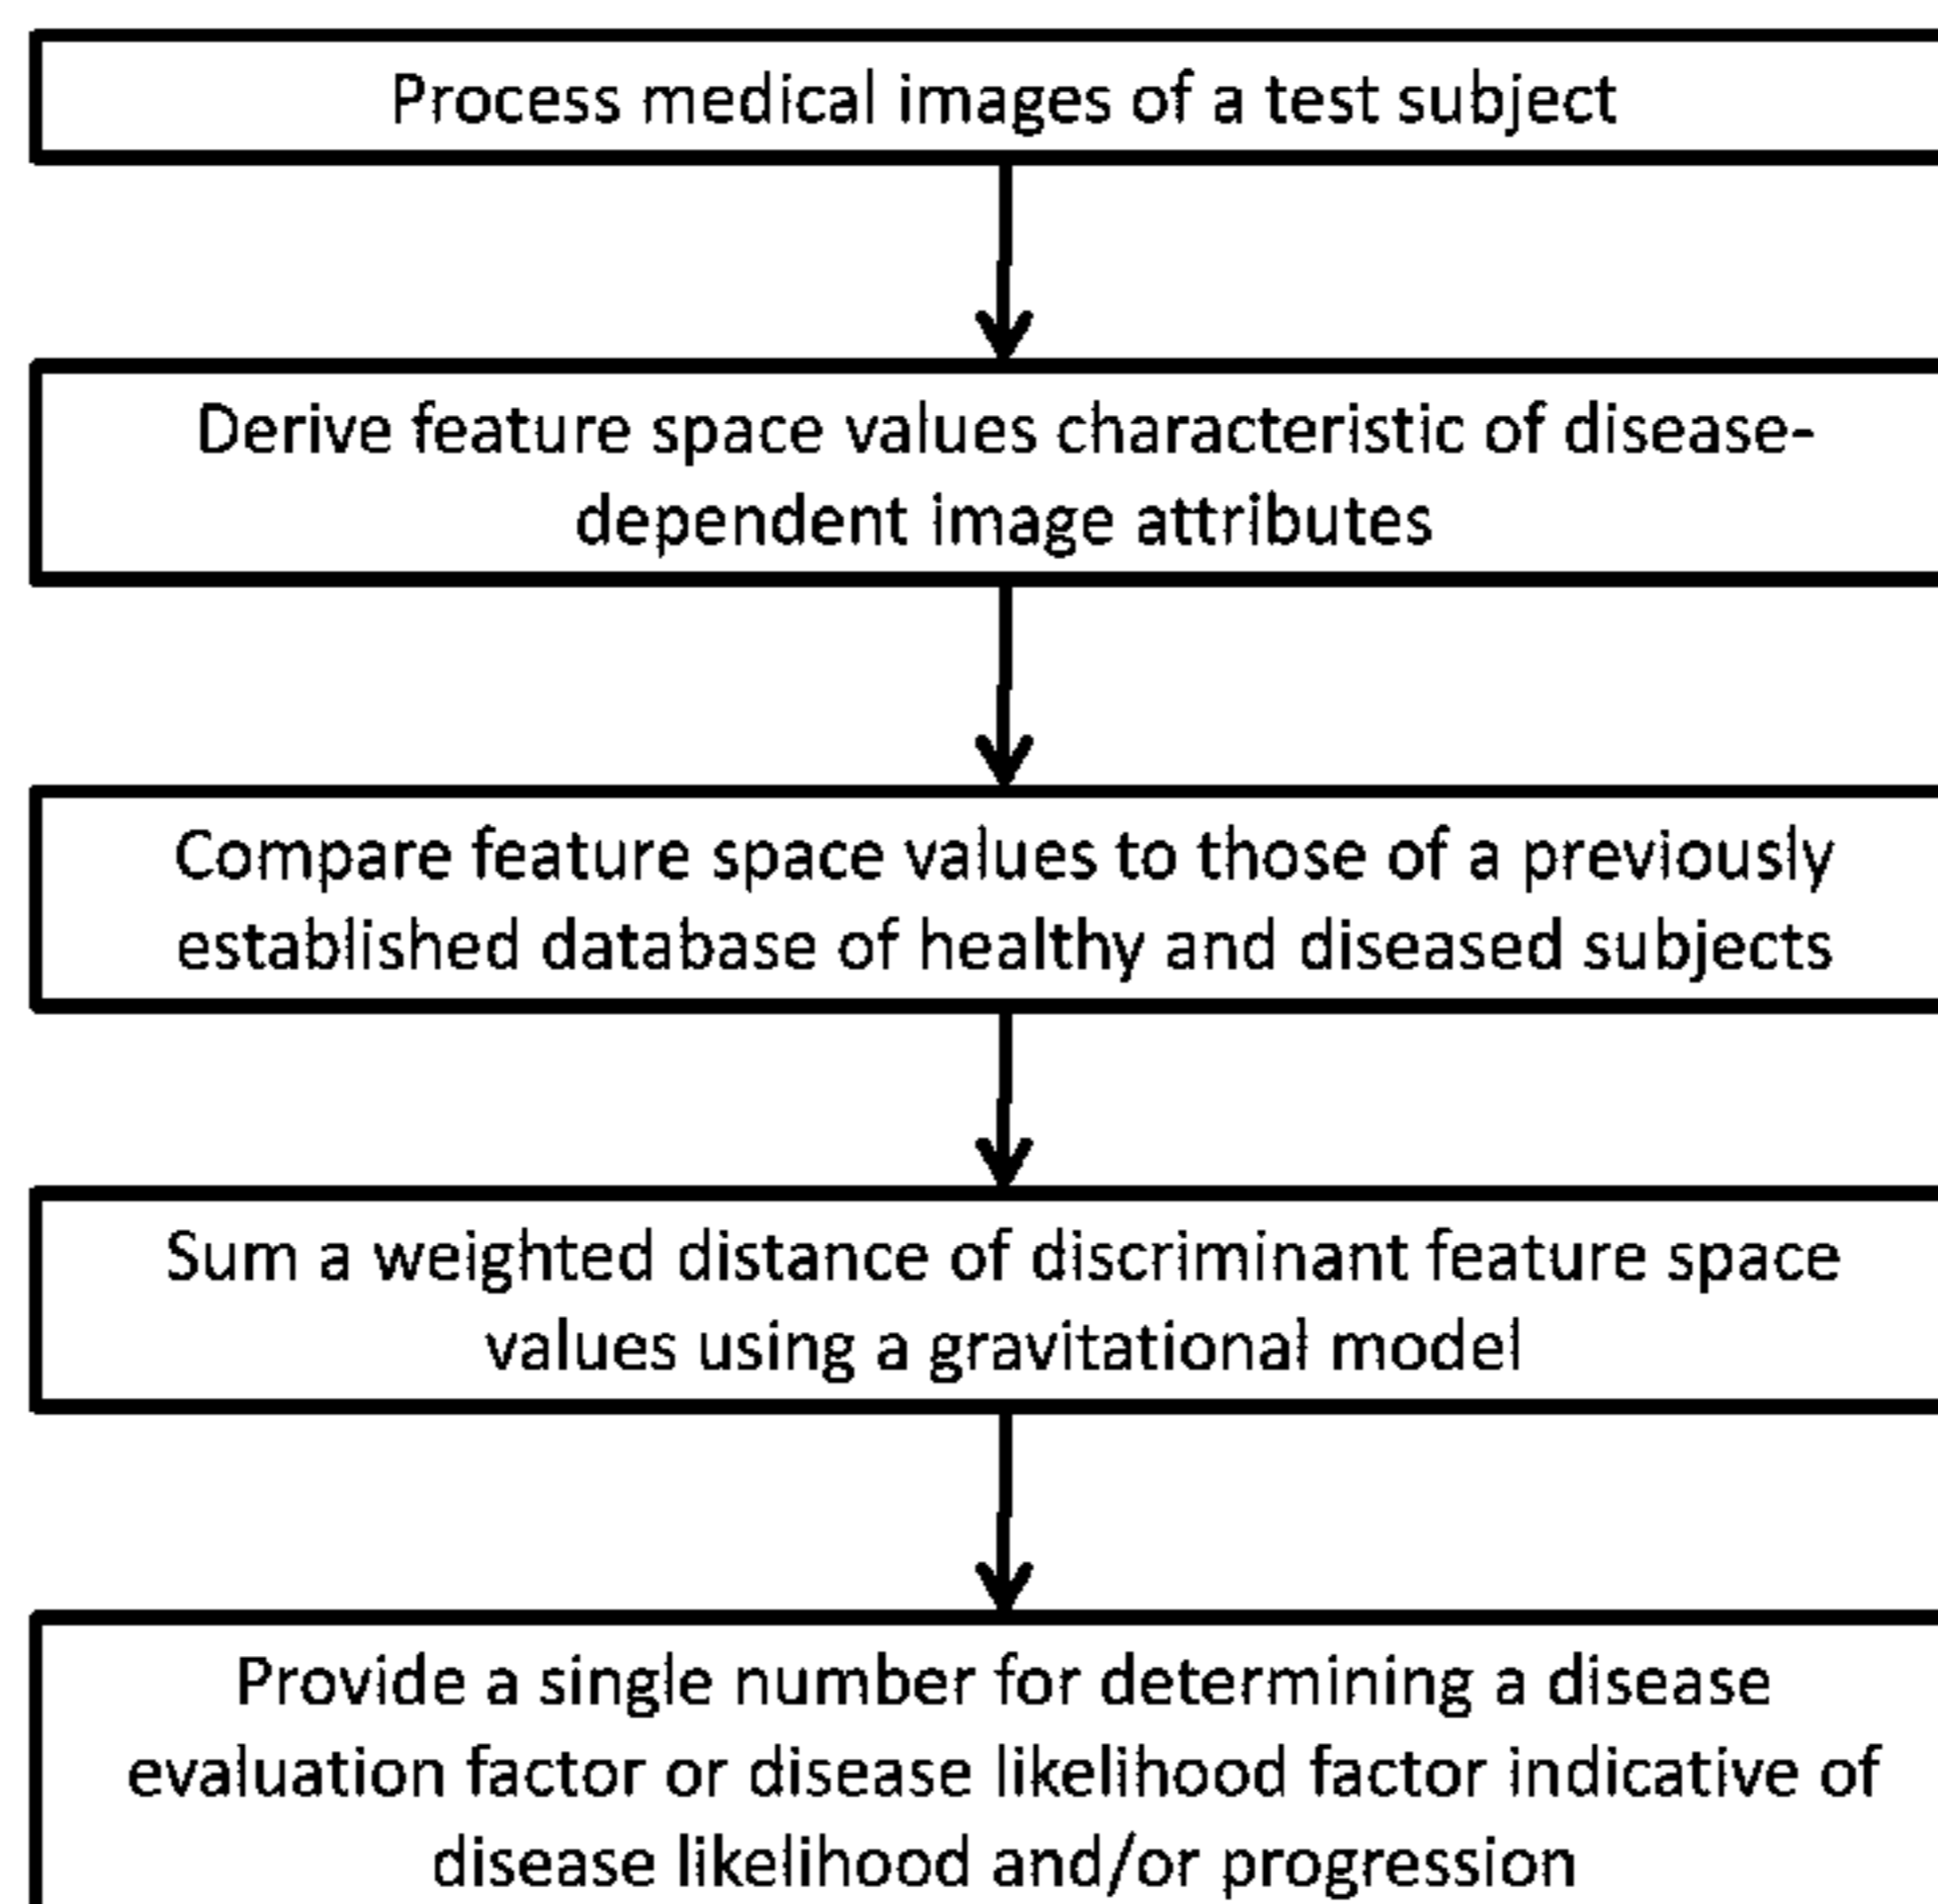 Process medical images of a test subject
Derive feature space values characteristic of disease-
dependent image attributes
Compare feature space values to those of a previously
established database of healthy and diseased subjects
Sum a weighted distance of discriminant feature space
values using a gravitational model
Provide a single number for determining a disease
evaluation factor or disease likelihood factor indicative of
disease likelihood and/or progression